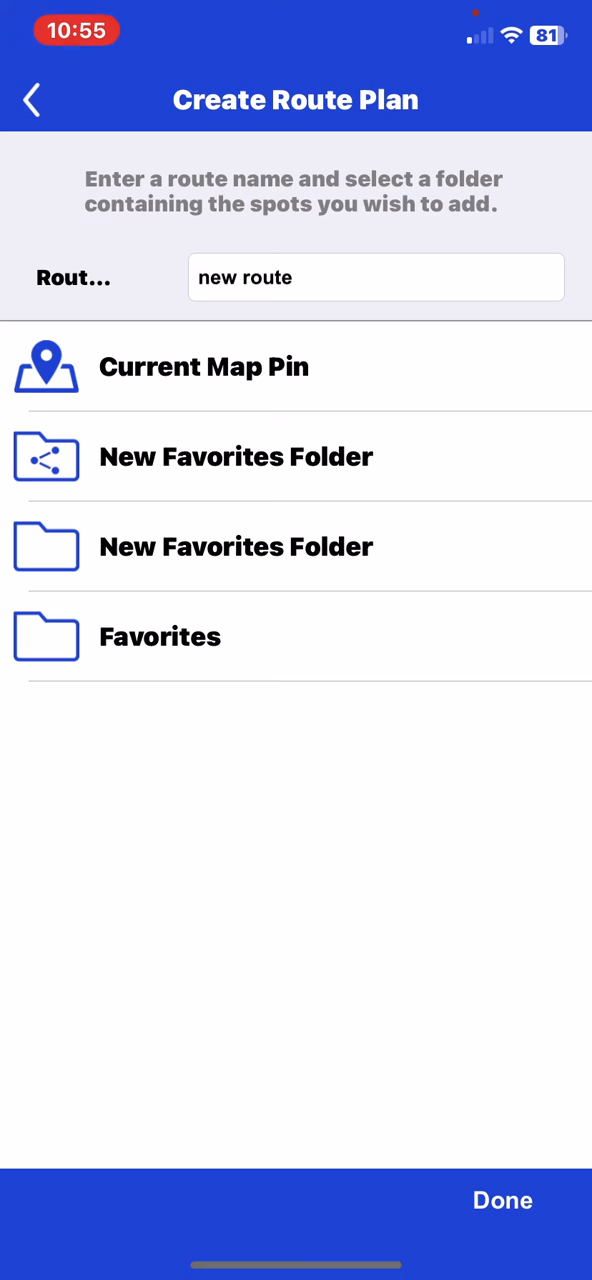 10:55
81
Create Route Plan
Enter a route name and select a folder
containing the spots you wish to add.
Rout...
new route
Current Map Pin
New Favorites Folder
New Favorites Folder
Favorites
Done